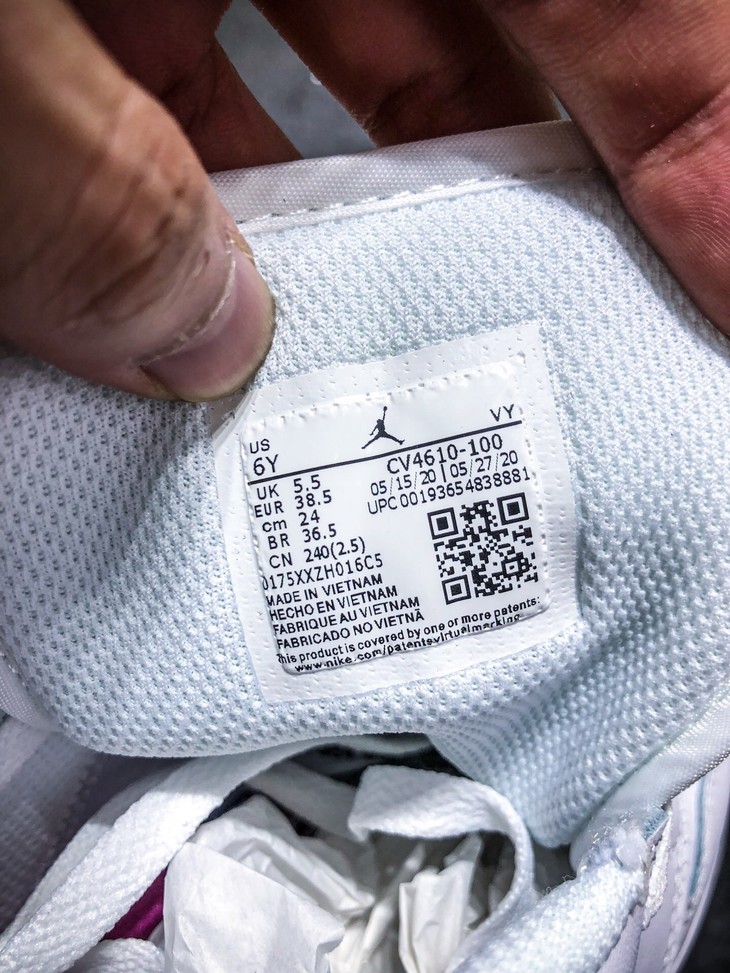 US VY
6Y CV4610-100
UK 5.5 05/15/20 | 05/27/20
EUR 38.5 UPC 00193654838881
cm 24
BR 36.5
CN 240(2.5)
0175XXZH016C5
MADE IN VIETNAM
HECHO EN VIETNAM
FABRIQUE AU VIETNAM
FABRICADO NO VIETNÃ
This product is covered by one or more patents:
www.nike.com/patentsvirtualmarking